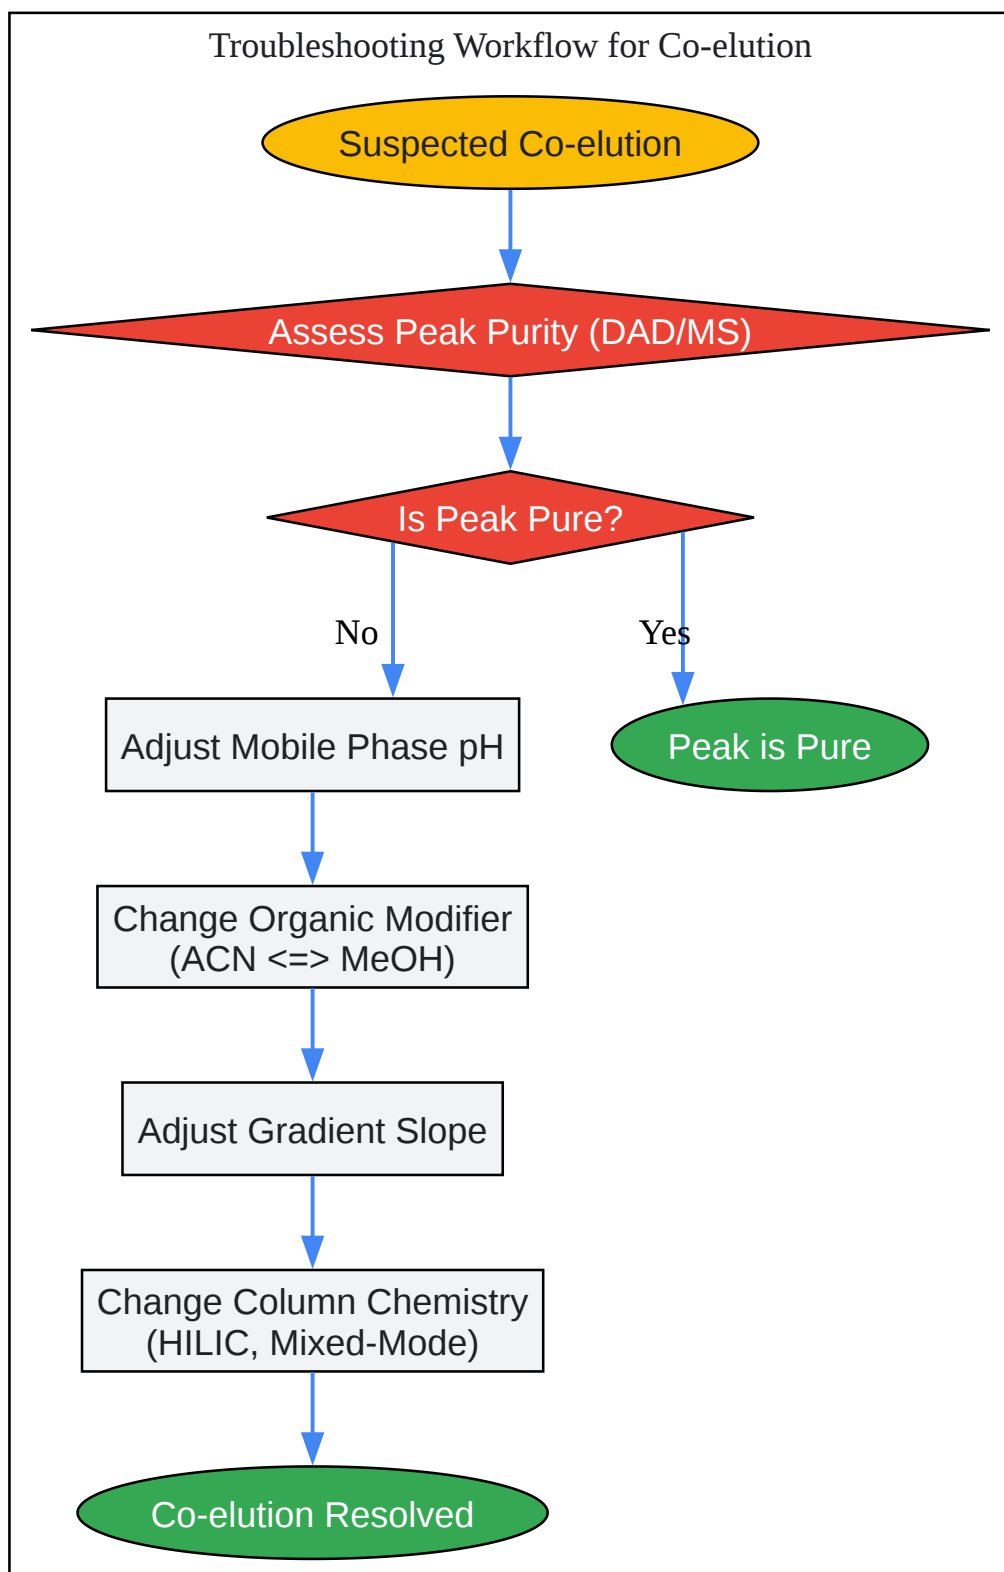 Troubleshooting Workflow for Co-elution
Suspected Co-elution
Assess Peak Purity (DAD/MS)
Is Peak Pure?
No
Yes
Adjust Mobile Phase pH
Peak is Pure
Change Organic Modifier
(ACN <=> MeOH)
Adjust Gradient Slope
Change Column Chemistry
(HILIC, Mixed-Mode)
Co-elution Resolved